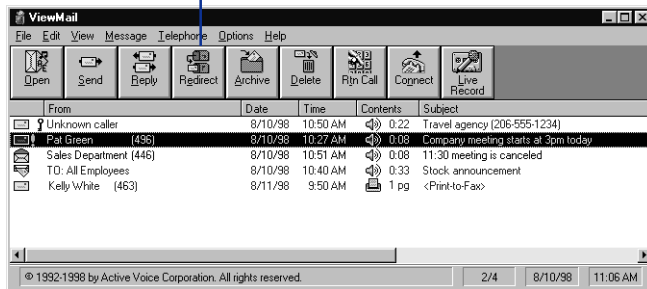 ViewMail
File Edit View Message Telephone Options Help
Open Send Reply Redirect Archive Delete Rtn Call Connect Live Record
From Date Time Contents Subject
Unknown caller 8/10/98 10:50 AM 0:22 Travel agency (206-555-1234)
Pat Green (496) 8/10/98 10:27 AM 0:08 Company meeting starts at 3pm today
Sales Department (446) 8/10/98 10:51 AM 0:08 11:30 meeting is canceled
TO: All Employees 8/10/98 10:40 AM 0:33 Stock announcement
Kelly White (463) 8/11/98 9:50 AM 1 pg <Print-to-Fax>
© 1992-1998 by Active Voice Corporation. All rights reserved. 2/4 8/10/98 11:06 AM